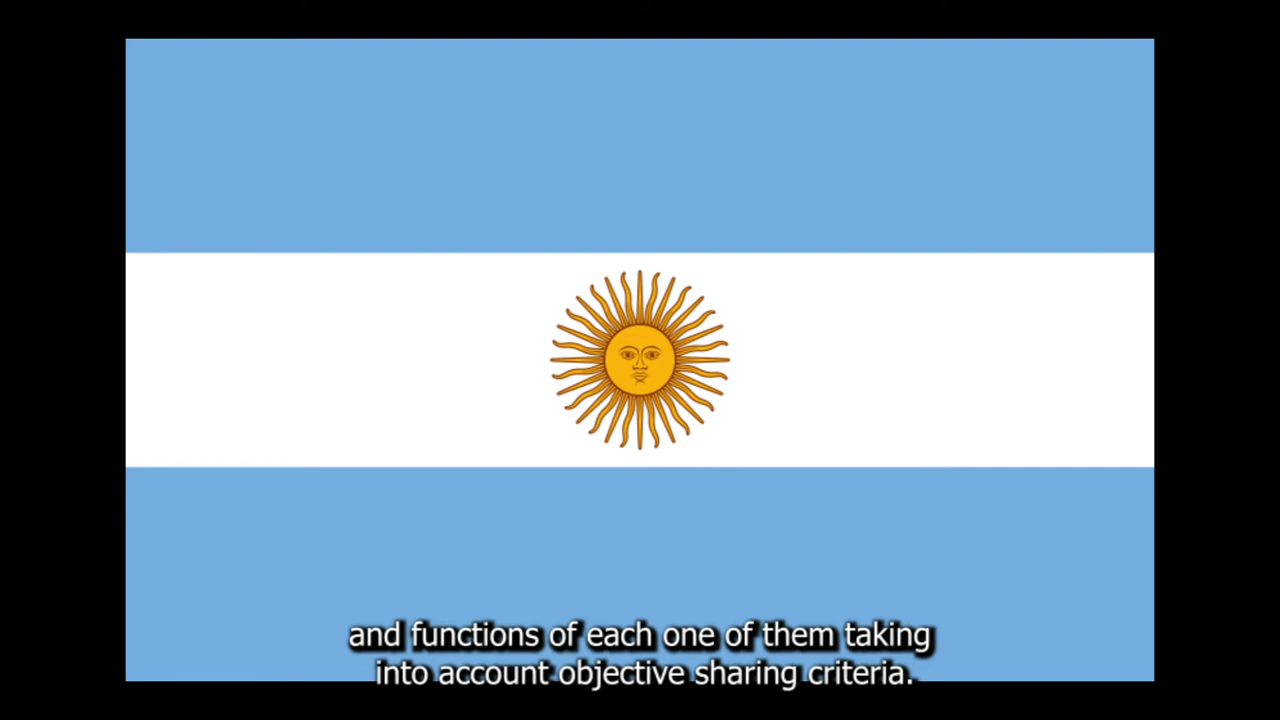 and functions of each one of them taking
into account objective sharing criteria.